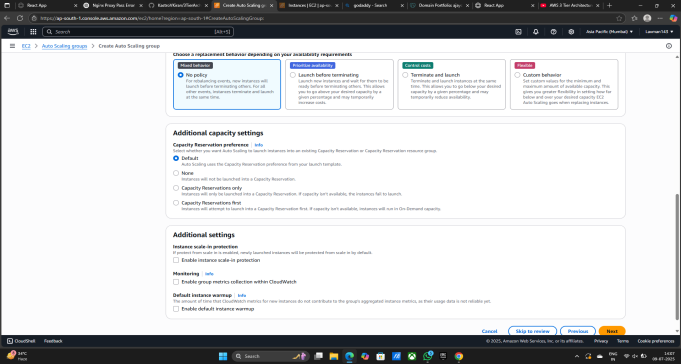 React App
Nginx Proxy Pass Error
Create Auto Scaling Group
Instances | EC2 | ap-sout
godaddy - Search
Domain Portfolio
React App
AWS 3 Tier Architectur
https://ap-south-1.console.aws.amazon.com/ec2/home?region=ap-south-1#CreateAutoScalingGroup:
aws
Search
[Alt+S]
Asia Pacific (Mumbai)
EC2 > Auto Scaling groups > Create Auto Scaling group
Choose a replacement behavior depending on your availability requirements
Mixed behavior
No policy
For rebalancing events, new instances will
launch before terminating others. For all
other events, instances terminate and launch
at the same time.
Prioritize availability
Launch before terminating
Launch new instances and wait for them to be
ready before terminating others. This allows
you to go above your desired capacity by a
given percentage and may temporarily
increase costs.
Control costs
Terminate and launch
Terminate and launch instances at the same
time. This allows you to go below your desired
capacity by a given percentage and may
temporarily reduce availability.
Flexible
Custom behavior
Set custom values for the minimum and
maximum amount of available capacity. This
gives you greater flexibility in setting how far
below and over your desired capacity EC2
Auto Scaling goes when replacing instances.
Additional capacity settings
Capacity Reservation preference | Info
Select whether you want Auto Scaling to launch instances into an existing Capacity Reservation or Capacity Reservation resource group.
Default
Auto Scaling uses the Capacity Reservation preference from your launch template.
None
Instances will not be launched into a Capacity Reservation.
Capacity Reservations only
Instances will only be launched into a Capacity Reservation. If capacity isn't available, the instances fail to launch.
Capacity Reservations first
Instances will attempt to launch into a Capacity Reservation first. If capacity isn't available, instances will run in On-Demand capacity.
Additional settings
Instance scale-in protection
If protect from scale in is enabled, newly launched instances will be protected from scale in by default.
Enable instance scale-in protection
Monitoring | Info
Enable group metrics collection within CloudWatch
Default instance warmup | Info
The amount of time that CloudWatch metrics for new instances do not contribute to the group's aggregated instance metrics, as their usage data is not reliable yet.
Enable default instance warmup
Cancel
Skip to review
Previous
Next
CloudShell
Feedback
© 2025, Amazon Web Services, Inc. or its affiliates.
Privacy
Terms
Cookie preferences
34°C
Haze
Search
ENG
IN
14:07
09-07-2025